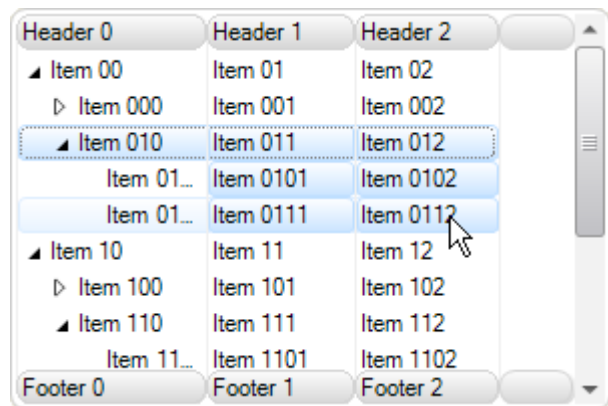 Header 0 Header 1 Header 2
Item 00 Item 01 Item 02
Item 000 Item 001 Item 002
Item 010 Item 011 Item 012
Item 01... Item 0101 Item 0102
Item 01... Item 0111 Item 0112
Item 10 Item 11 Item 12
Item 100 Item 101 Item 102
Item 110 Item 111 Item 112
Item 11... Item 1101 Item 1102
Footer 0 Footer 1 Footer 2